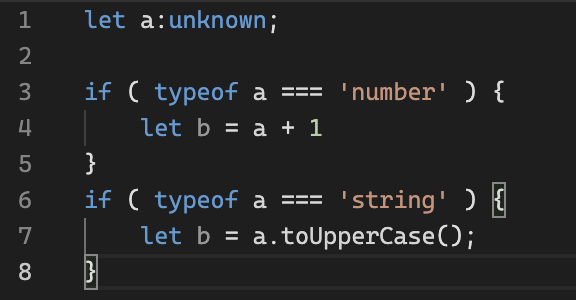 1 let a:unknown;
2
3 if ( typeof a === 'number' ) {
4 let b = a + 1
5 }
6 if ( typeof a === 'string' ) {
7 let b = a.toUpperCase();
8 }